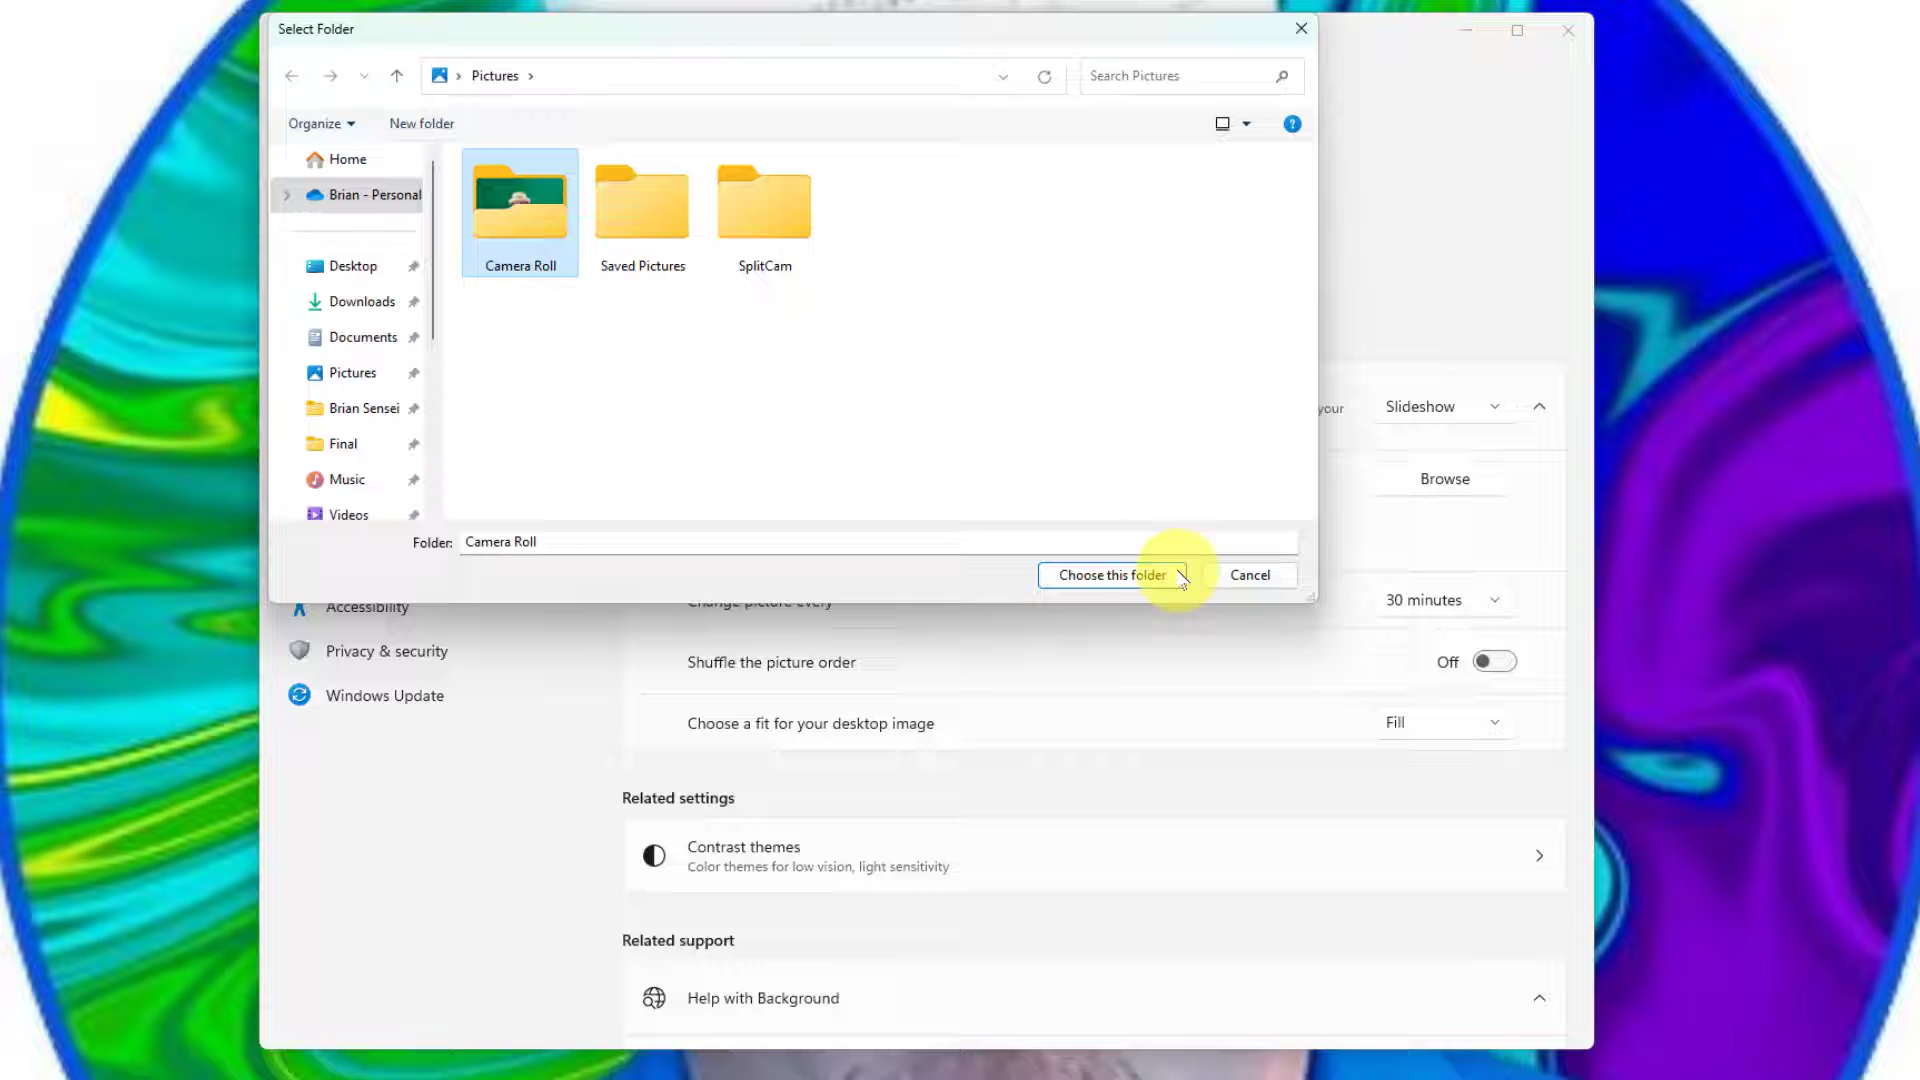 Select Folder
Pictures
Search Pictures
Organize
New folder
Home
Brian - Personal
Desktop
Downloads
Documents
Pictures
Brian Sensei
Final
Music
Videos
Camera Roll
Saved Pictures
SplitCam
Folder:
Camera Roll
Choose this folder
Cancel
your
Slideshow
Browse
Accessibility
Privacy & security
Windows Update
Change picture every
30 minutes
Shuffle the picture order
Off
Choose a fit for your desktop image
Fill
Related settings
Contrast themes
Color themes for low vision, light sensitivity
Related support
Help with Background